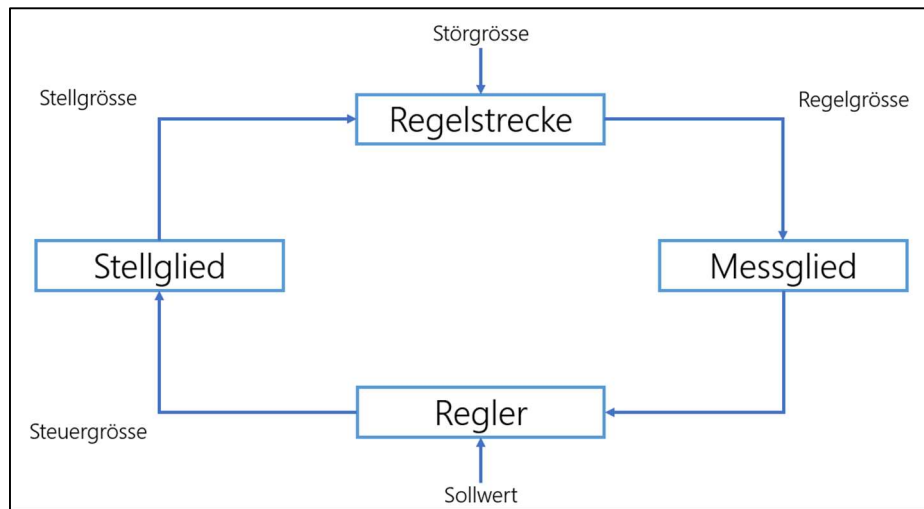 Störgrösse
Stellgrösse
Regelstrecke
Regelgrösse
Stellglied
Messglied
Regler
Steuergrösse
Sollwert